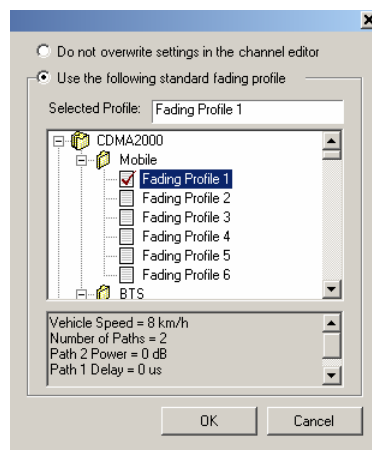 Do not overwrite settings in the channel editor
Use the following standard fading profile
Selected Profile: Fading Profile 1
CDMA2000
Mobile
Fading Profile 1
Fading Profile 2
Fading Profile 3
Fading Profile 4
Fading Profile 5
Fading Profile 6
BTS
Vehicle Speed = 8 km/h
Number of Paths = 2
Path 2 Power = 0 dB
Path 1 Delay = 0 us
OK Cancel